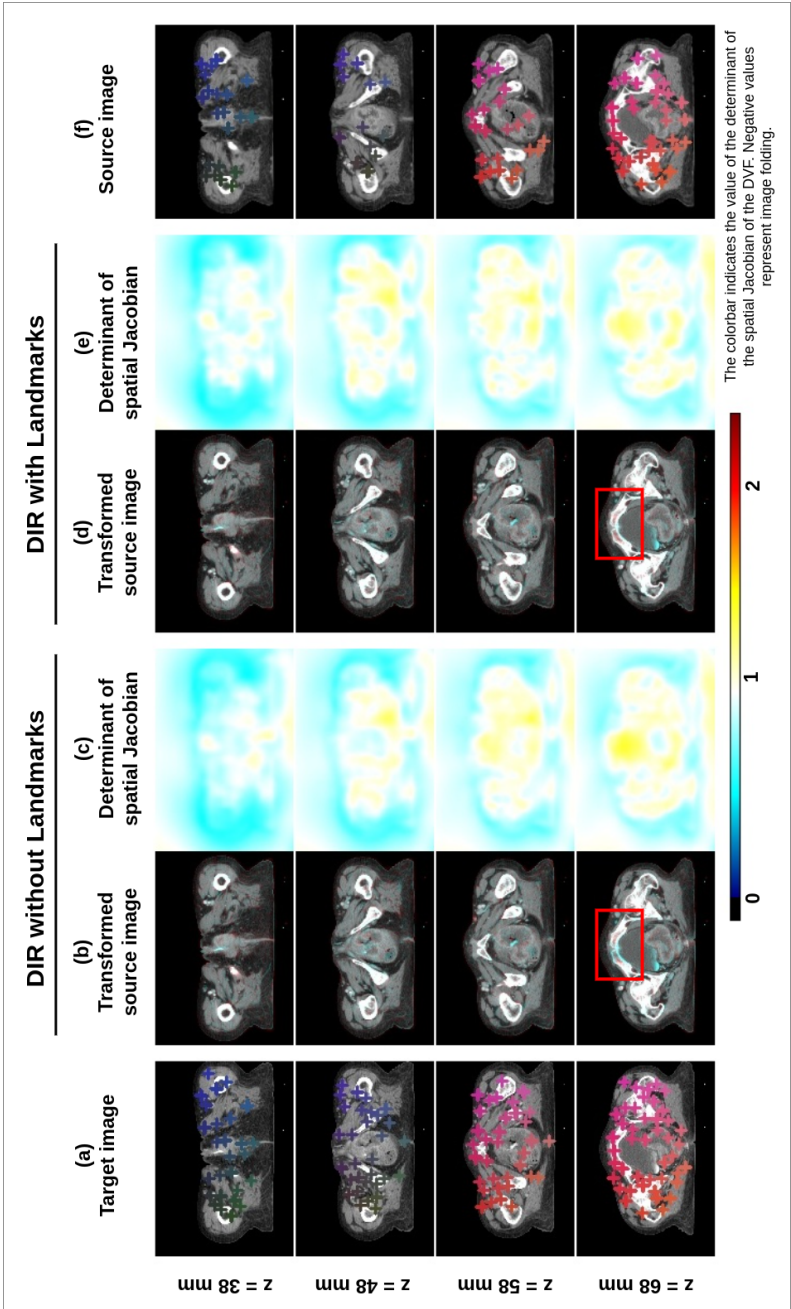 DIR without Landmarks
DIR with Landmarks
(a)
Target image
(b)
Transformed
source image
(c)
Determinant of
spatial Jacobian
(d)
Transformed
source image
(e)
Determinant of
spatial Jacobian
(f)
Source image
z = 38 mm
z = 48 mm
z = 58 mm
z = 68 mm
0
1
2
The colorbar indicates the value of the determinant of
the spatial Jacobian of the DVF. Negative values
represent image folding.